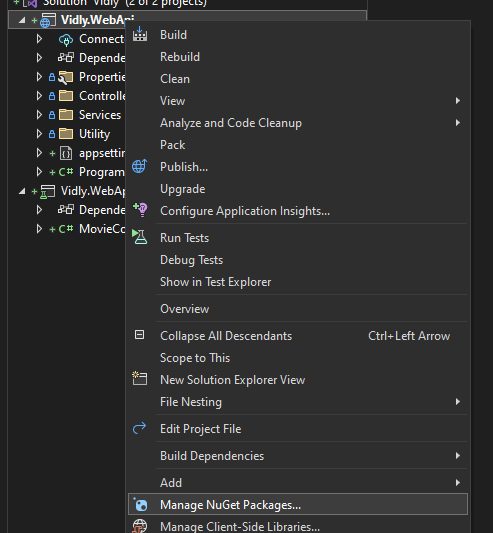 Solution 'Vidly' (2 of 2 projects)
Vidly.WebApi
Connect
Depende
Properti
Controlle
Services
Utility
appsettin
Program
Vidly.WebAp
Depende
MovieCo
Build
Rebuild
Clean
View
Analyze and Code Cleanup
Pack
Publish...
Upgrade
Configure Application Insights...
Run Tests
Debug Tests
Show in Test Explorer
Overview
Collapse All Descendants Ctrl+Left Arrow
Scope to This
New Solution Explorer View
File Nesting
Edit Project File
Build Dependencies
Add
Manage NuGet Packages...
Manage Client-Side Libraries...